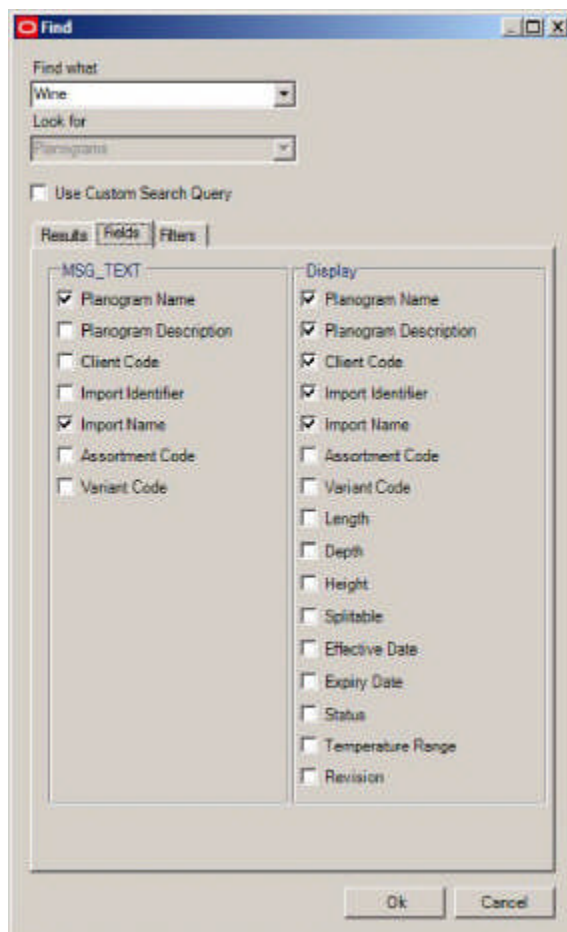 Find
Find what
Wine
Look for
Planograms
Use Custom Search Query
Results Fields Filters
MSG_TEXT
Planogram Name
Planogram Description
Client Code
Import Identifier
Import Name
Assortment Code
Variant Code
Display
Planogram Name
Planogram Description
Client Code
Import Identifier
Import Name
Assortment Code
Variant Code
Length
Depth
Height
Splitable
Effective Date
Expiry Date
Status
Temperature Range
Revision
Ok Cancel